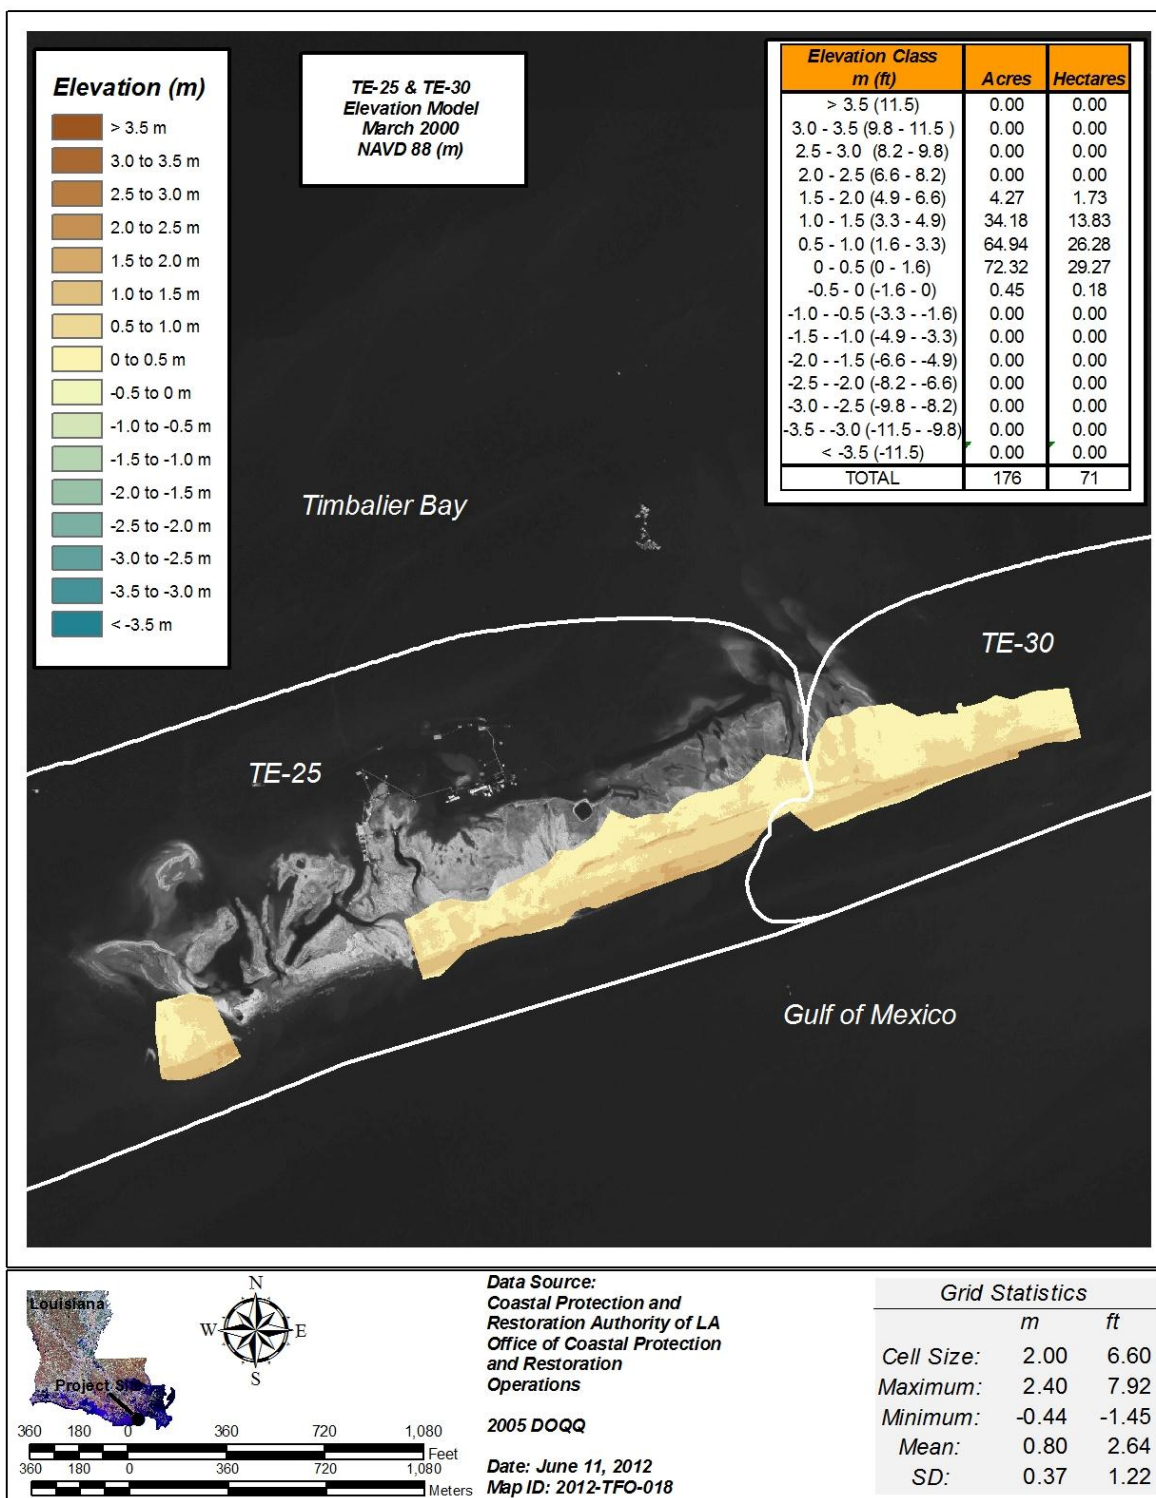 Elevation (m)
> 3.5 m
3.0 to 3.5 m
2.5 to 3.0 m
2.0 to 2.5 m
1.5 to 2.0 m
1.0 to 1.5 m
0.5 to 1.0 m
0 to 0.5 m
-0.5 to 0 m
-1.0 to -0.5 m
-1.5 to -1.0 m
-2.0 to -1.5 m
-2.5 to -2.0 m
-3.0 to -2.5 m
-3.5 to -3.0 m
< -3.5 m
TE-25 & TE-30
Elevation Model
March 2000
NAVD 88 (m)
Elevation Class
m (ft) Acres Hectares
> 3.5 (11.5) 0.00 0.00
3.0 - 3.5 (9.8 - 11.5 ) 0.00 0.00
2.5 - 3.0 (8.2 - 9.8) 0.00 0.00
2.0 - 2.5 (6.6 - 8.2) 0.00 0.00
1.5 - 2.0 (4.9 - 6.6) 4.27 1.73
1.0 - 1.5 (3.3 - 4.9) 34.18 13.83
0.5 - 1.0 (1.6 - 3.3) 64.94 26.28
0 - 0.5 (0 - 1.6) 72.32 29.27
-0.5 - 0 (-1.6 - 0) 0.45 0.18
-1.0 - -0.5 (-3.3 - -1.6) 0.00 0.00
-1.5 - -1.0 (-4.9 - -3.3) 0.00 0.00
-2.0 - -1.5 (-6.6 - -4.9) 0.00 0.00
-2.5 - -2.0 (-8.2 - -6.6) 0.00 0.00
-3.0 - -2.5 (-9.8 - -8.2) 0.00 0.00
-3.5 - -3.0 (-11.5 - -9.8) 0.00 0.00
< -3.5 (-11.5) 0.00 0.00
TOTAL 176 71
Timbalier Bay
TE-30
TE-25
Gulf of Mexico
Louisiana
Project Site
N
W E
S
360 180 0 360 720 1,080
Feet
360 180 0 360 720 1,080
Meters
Data Source:
Coastal Protection and
Restoration Authority of LA
Office of Coastal Protection
and Restoration
Operations
2005 DOQQ
Date: June 11, 2012
Map ID: 2012-TFO-018
Grid Statistics
m ft
Cell Size: 2.00 6.60
Maximum: 2.40 7.92
Minimum: -0.44 -1.45
Mean: 0.80 2.64
SD: 0.37 1.22